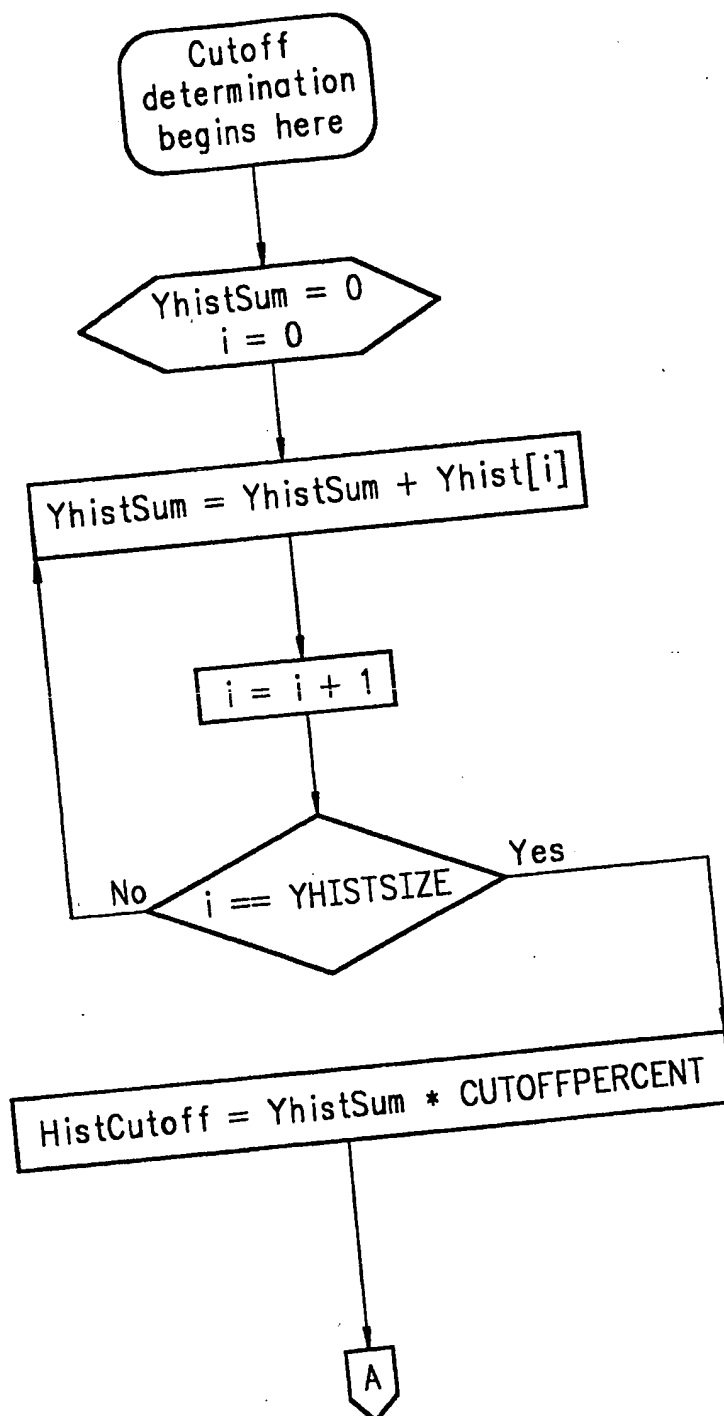 Cutoff
determination
begins here
YhistSum = 0
i = 0
YhistSum = YhistSum + Yhist[i]
i = i + 1
i == YHISTSIZE
No
Yes
HistCutoff = YhistSum * CUTOFFPERCENT
A